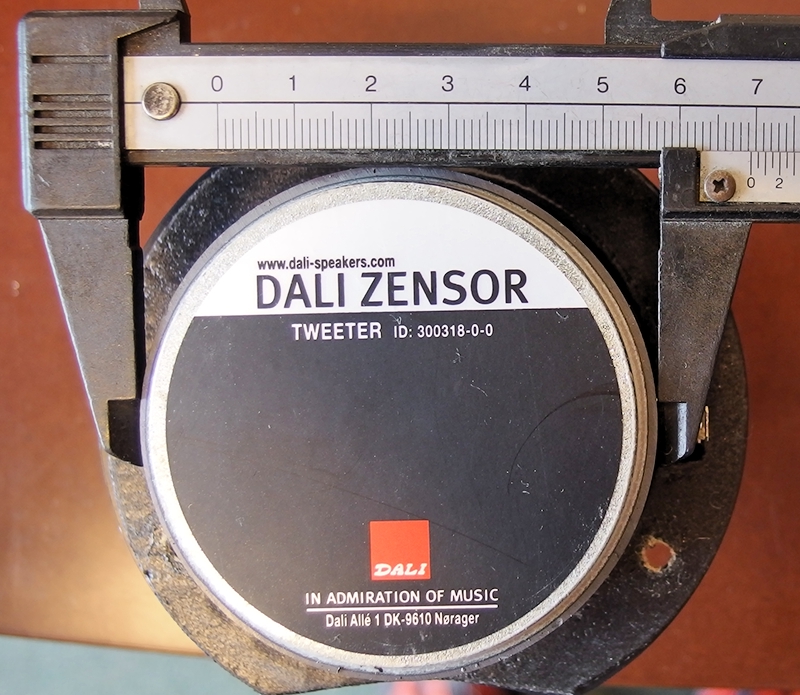 0 1 2 3 4 5 6 7
0 2
www.dali-speakers.com
DALI ZENSOR
TWEETER ID: 300318-0-0
DALI
IN ADMIRATION OF MUSIC
Dali Allé 1 DK-9610 Nørager